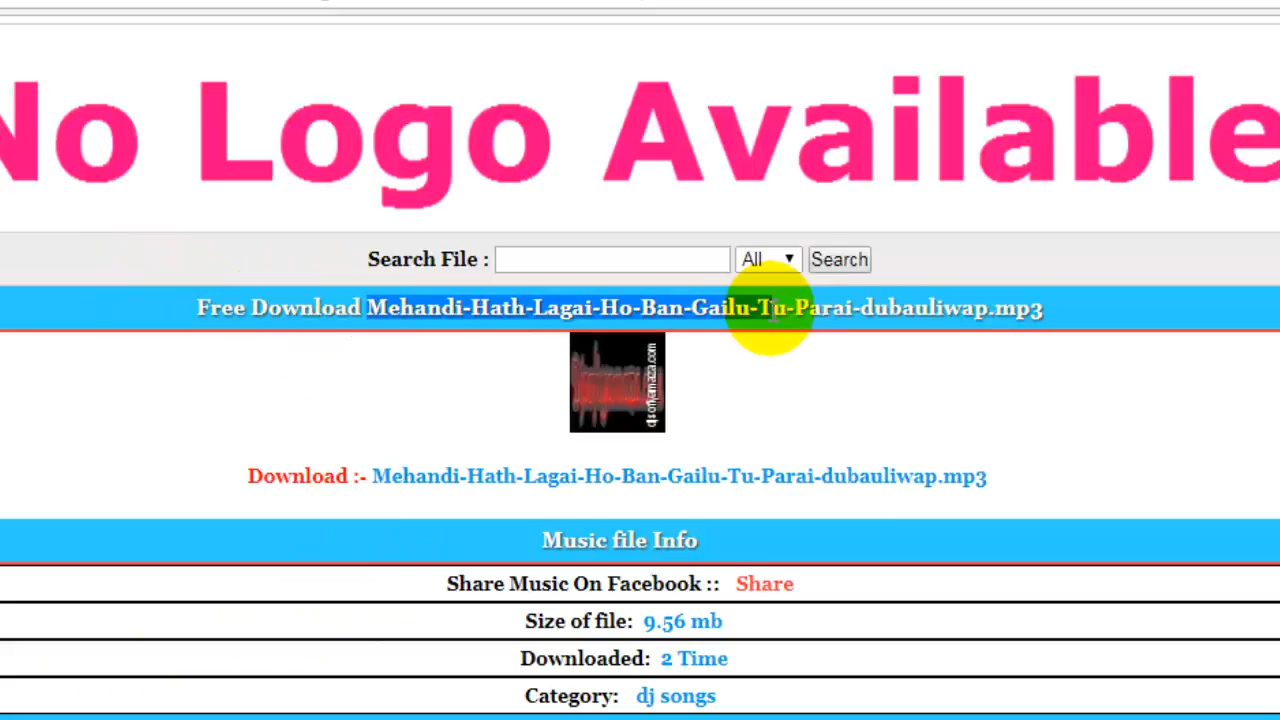 No Logo Available
Search File : All Search
Free Download Mehandi-Hath-Lagai-Ho-Ban-Gailu-Tu-Parai-dubauliwap.mp3
Download :- Mehandi-Hath-Lagai-Ho-Ban-Gailu-Tu-Parai-dubauliwap.mp3
Music file Info
Share Music On Facebook :: Share
Size of file: 9.56 mb
Downloaded: 2 Time
Category: dj songs